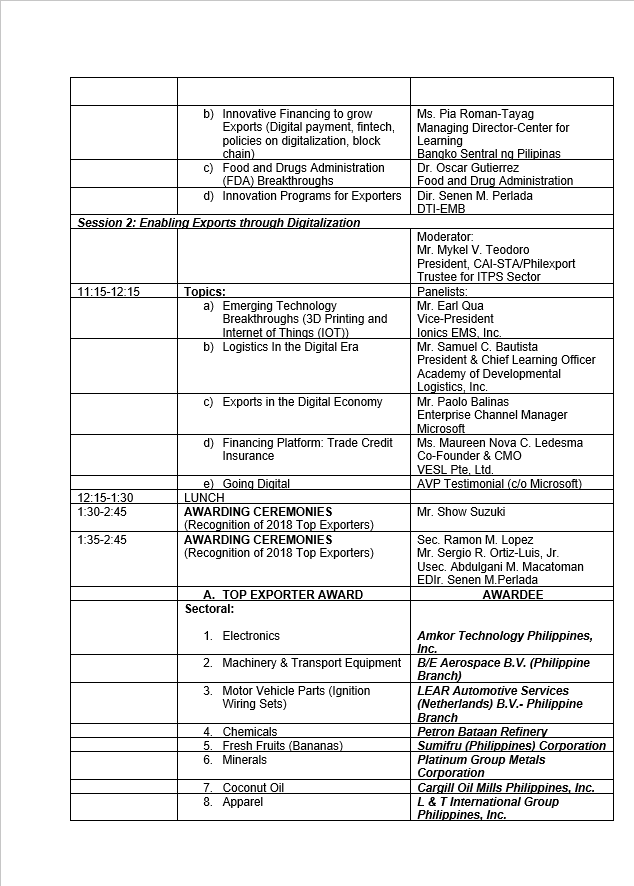 b) Innovative Financing to grow
Exports (Digital payment, fintech,
policies on digitalization, block
chain)
Ms. Pia Roman-Tayag
Managing Director-Center for
Learning
Bangko Sentral ng Pilipinas
c) Food and Drugs Administration
(FDA) Breakthroughs
Dr. Oscar Gutierrez
Food and Drug Administration
d) Innovation Programs for Exporters
Dir. Senen M. Perlada
DTI-EMB
Session 2: Enabling Exports through Digitalization
Moderator:
Mr. Mykel V. Teodoro
President, CAI-STA/Philexport
Trustee for ITPS Sector
11:15-12:15
Topics:
Panelists:
a) Emerging Technology
Breakthroughs (3D Printing and
Internet of Things (IOT))
Mr. Earl Qua
Vice-President
Ionics EMS, Inc.
b) Logistics In the Digital Era
Mr. Samuel C. Bautista
President & Chief Learning Officer
Academy of Developmental
Logistics, Inc.
c) Exports in the Digital Economy
Mr. Paolo Balinas
Enterprise Channel Manager
Microsoft
d) Financing Platform: Trade Credit
Insurance
Ms. Maureen Nova C. Ledesma
Co-Founder & CMO
VESL Pte, Ltd.
e) Going Digital
AVP Testimonial (c/o Microsoft)
12:15-1:30
LUNCH
1:30-2:45
AWARDING CEREMONIES
(Recognition of 2018 Top Exporters)
Mr. Show Suzuki
1:35-2:45
AWARDING CEREMONIES
(Recognition of 2018 Top Exporters)
Sec. Ramon M. Lopez
Mr. Sergio R. Ortiz-Luis, Jr.
Usec. Abdulgani M. Macatoman
EDIr. Senen M.Perlada
A. TOP EXPORTER AWARD
AWARDEE
Sectoral:
1. Electronics
Amkor Technology Philippines,
Inc.
2. Machinery & Transport Equipment
B/E Aerospace B.V. (Philippine
Branch)
3. Motor Vehicle Parts (Ignition
Wiring Sets)
LEAR Automotive Services
(Netherlands) B.V.- Philippine
Branch
4. Chemicals
Petron Bataan Refinery
5. Fresh Fruits (Bananas)
Sumifru (Philippines) Corporation
6. Minerals
Platinum Group Metals
Corporation
7. Coconut Oil
Cargill Oil Mills Philippines, Inc.
8. Apparel
L & T International Group
Philippines, Inc.